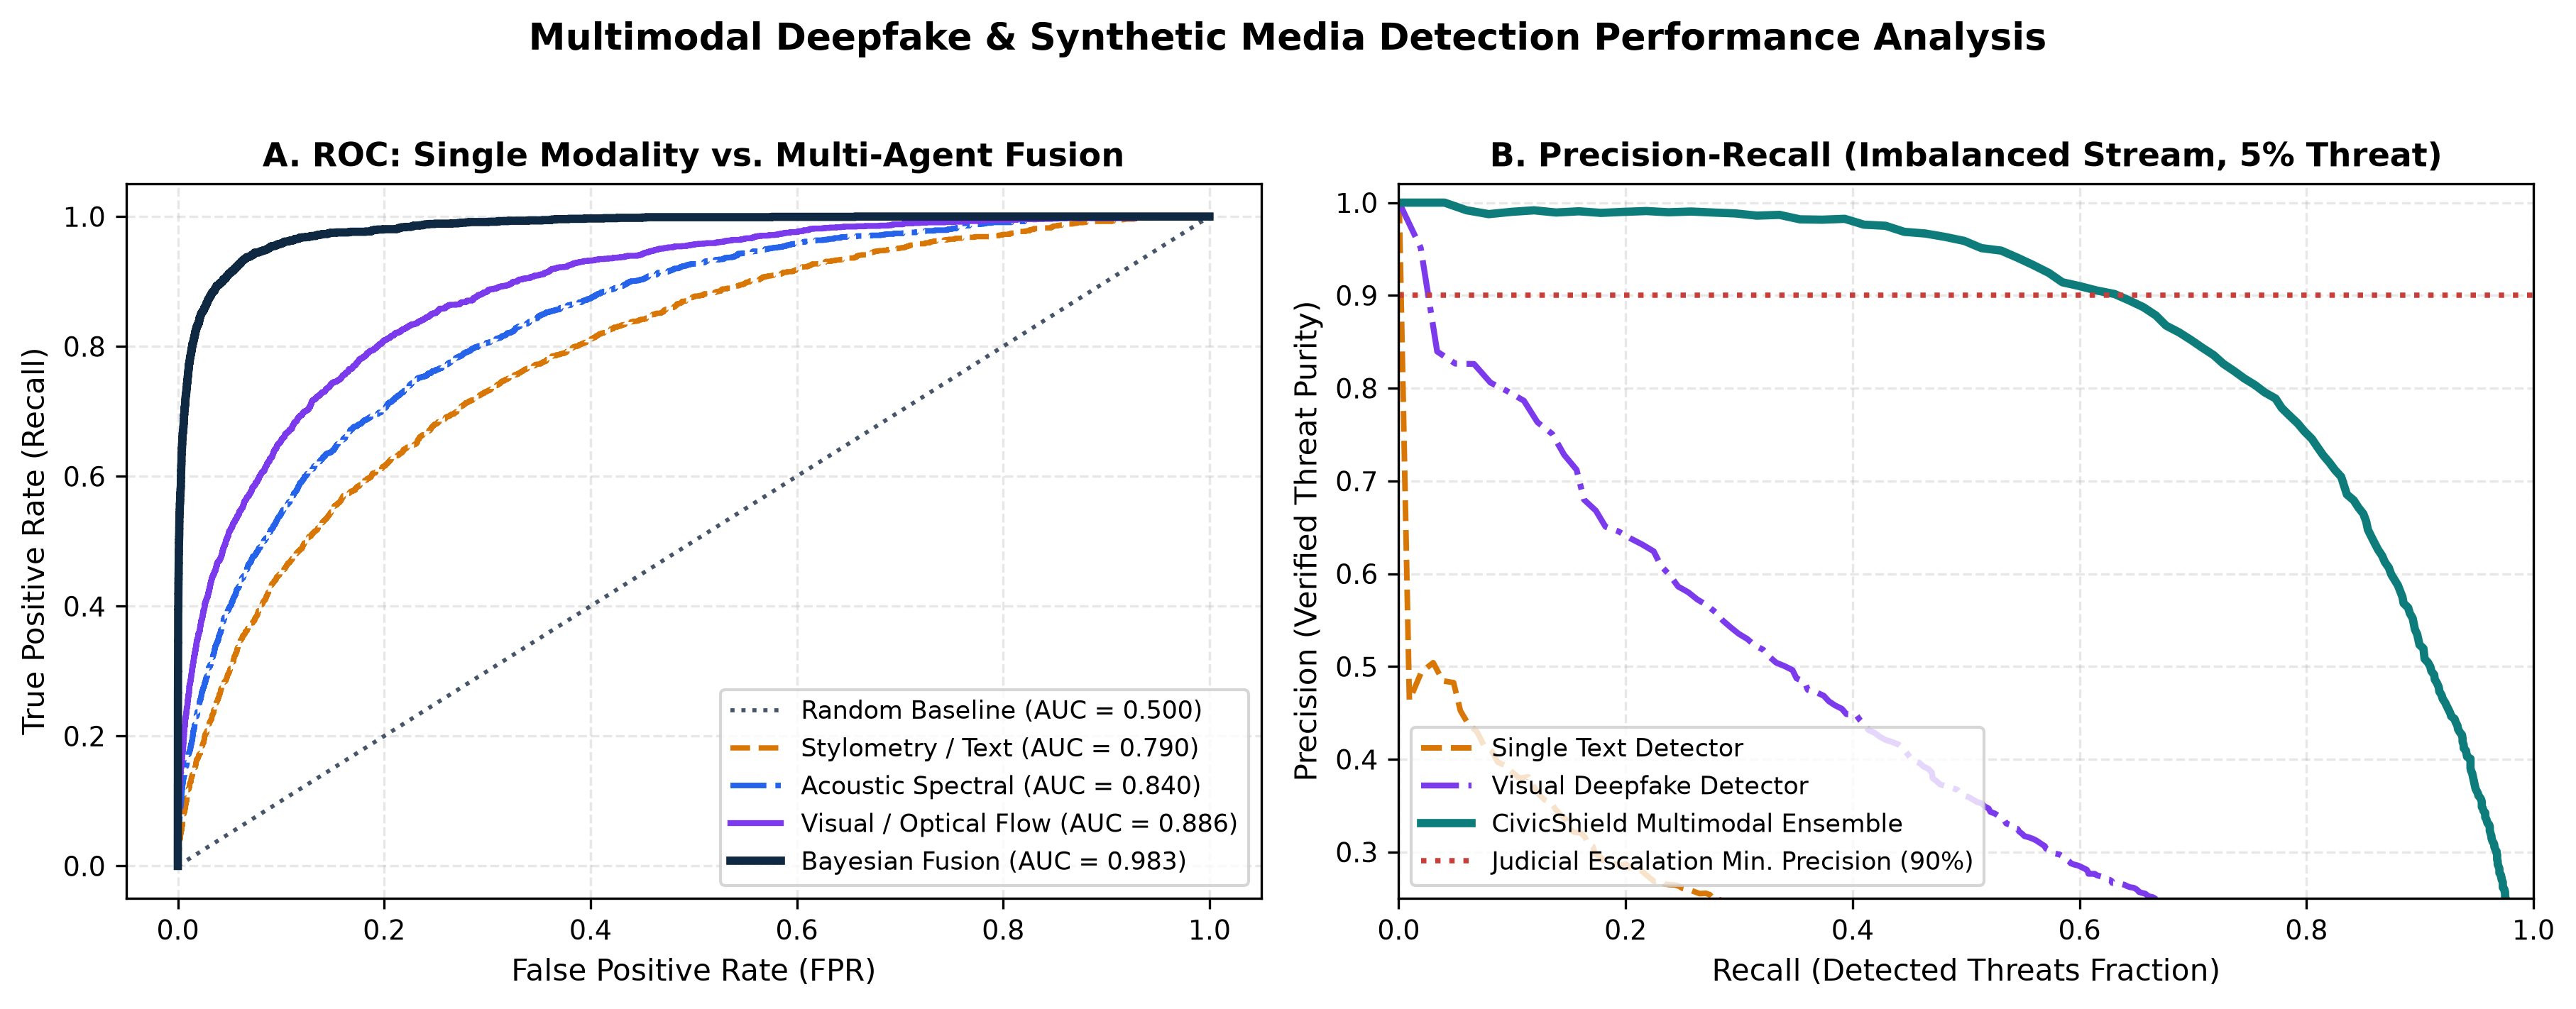 Multimodal Deepfake & Synthetic Media Detection Performance Analysis
A. ROC: Single Modality vs. Multi-Agent Fusion
True Positive Rate (Recall)
1.0
0.8
0.6
0.4
0.2
0.0
0.0 0.2 0.4 0.6 0.8 1.0
False Positive Rate (FPR)
Random Baseline (AUC = 0.500)
Stylometry / Text (AUC = 0.790)
Acoustic Spectral (AUC = 0.840)
Visual / Optical Flow (AUC = 0.886)
Bayesian Fusion (AUC = 0.983)
B. Precision-Recall (Imbalanced Stream, 5% Threat)
Precision (Verified Threat Purity)
1.0
0.9
0.8
0.7
0.6
0.5
0.4
0.3
0.0 0.2 0.4 0.6 0.8 1.0
Recall (Detected Threats Fraction)
Single Text Detector
Visual Deepfake Detector
CivicShield Multimodal Ensemble
Judicial Escalation Min. Precision (90%)